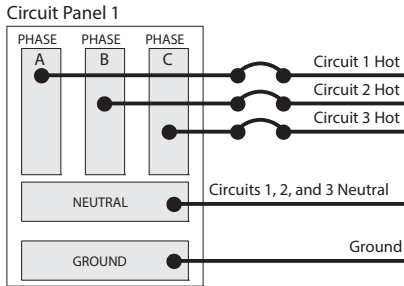 Circuit Panel 1
PHASE PHASE PHASE
A B C
Circuit 1 Hot
Circuit 2 Hot
Circuit 3 Hot
NEUTRAL
Circuits 1, 2, and 3 Neutral
GROUND
Ground